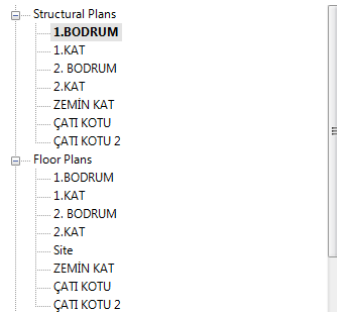 Structural Plans
1.BODRUM
1.KAT
2. BODRUM
2.KAT
ZEMİN KAT
ÇATI KOTU
ÇATI KOTU 2
Floor Plans
1.BODRUM
1.KAT
2. BODRUM
2.KAT
Site
ZEMİN KAT
ÇATI KOTU
ÇATI KOTU 2